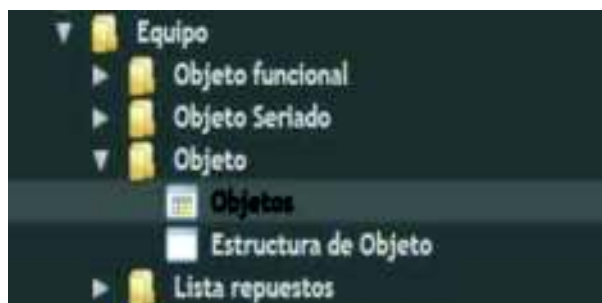 Equipo
Objeto funcional
Objeto Seriado
Objeto
Objetos
Estructura de Objeto
Lista repuestos